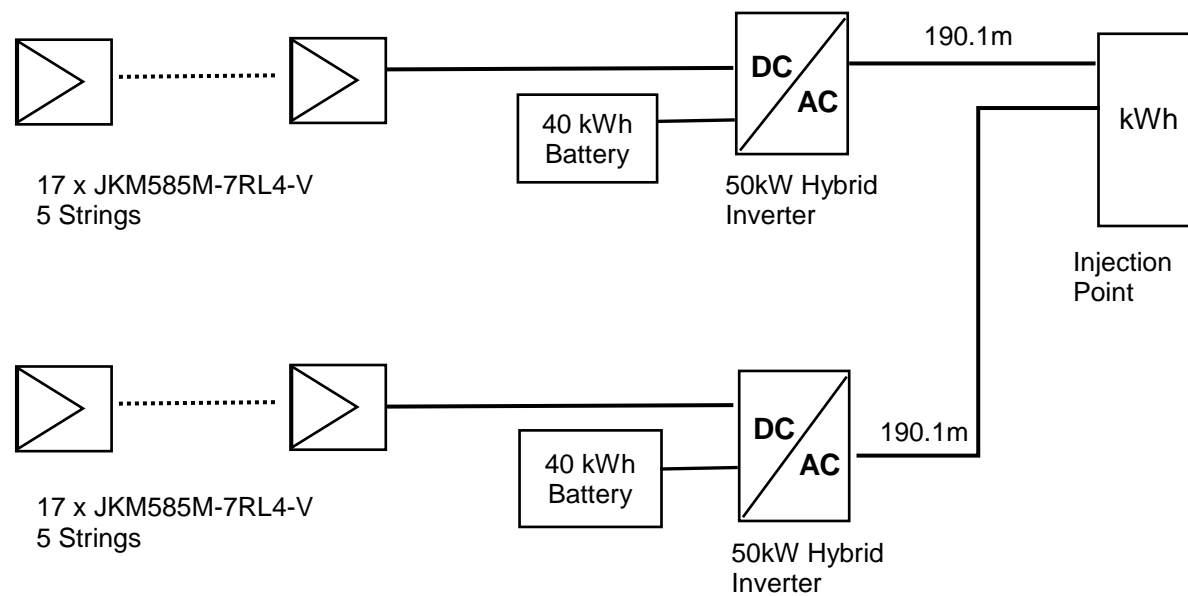 190.1m
DC
AC
kWh
40 kWh
Battery
17 x JKM585M-7RL4-V
5 Strings
50kW Hybrid
Inverter
Injection
Point
DC
AC
190.1m
40 kWh
Battery
17 x JKM585M-7RL4-V
5 Strings
50kW Hybrid
Inverter